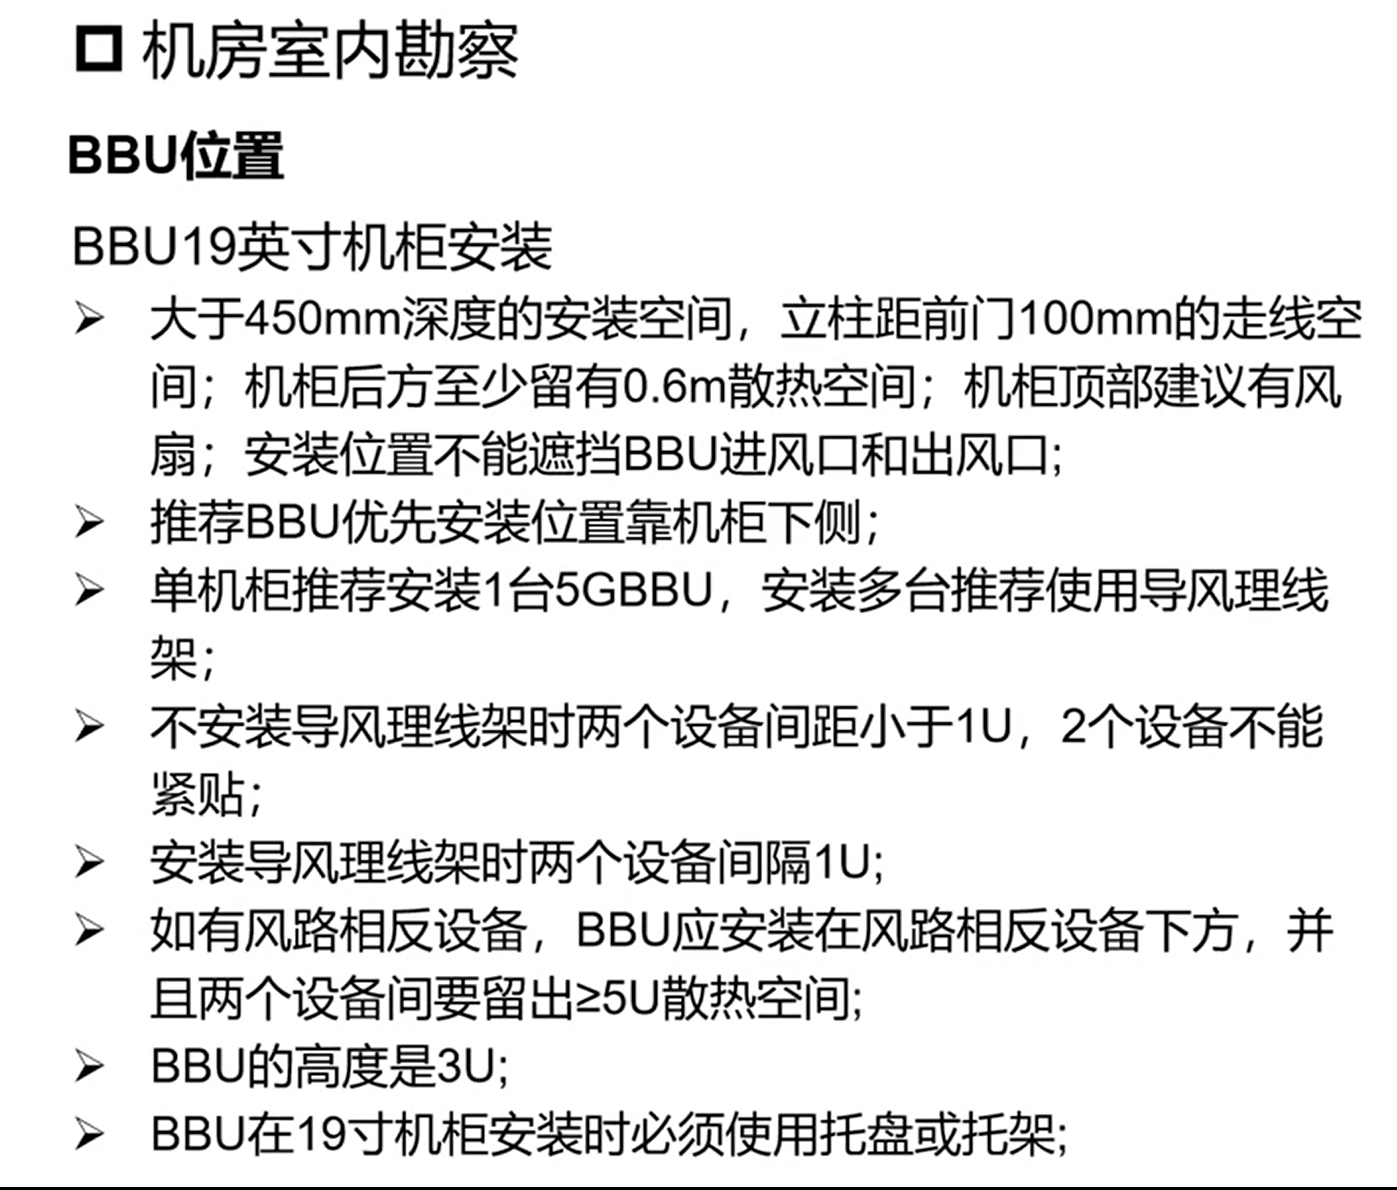 机房室内勘察
BBU位置
BBU19英寸机柜安装
大于450mm深度的安装空间，立柱距前门100mm的走线空
间；机柜后方至少留有0.6m散热空间；机柜顶部建议有风
扇；安装位置不能遮挡BBU进风口和出风口;
推荐BBU优先安装位置靠机柜下侧；
单机柜推荐安装1台5GBBU，安装多台推荐使用导风理线
架；
不安装导风理线架时两个设备间距小于1U，2个设备不能
紧贴；
安装导风理线架时两个设备间隔1U;
如有风路相反设备，BBU应安装在风路相反设备下方，并
且两个设备间要留出≥5U散热空间;
BBU的高度是3U;
BBU在19寸机柜安装时必须使用托盘或托架;